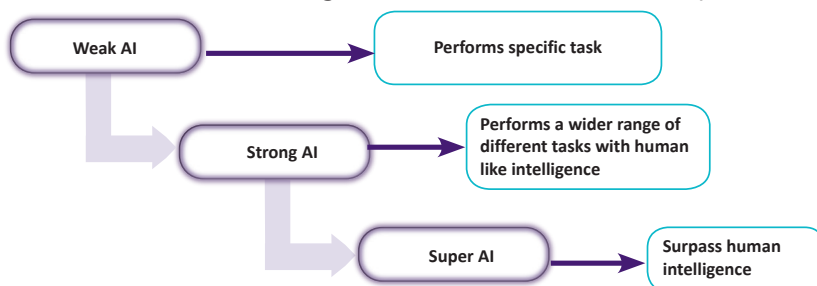 Weak AI
Performs specific task
Strong AI
Performs a wider range of
different tasks with human
like intelligence
Super AI
Surpass human
intelligence